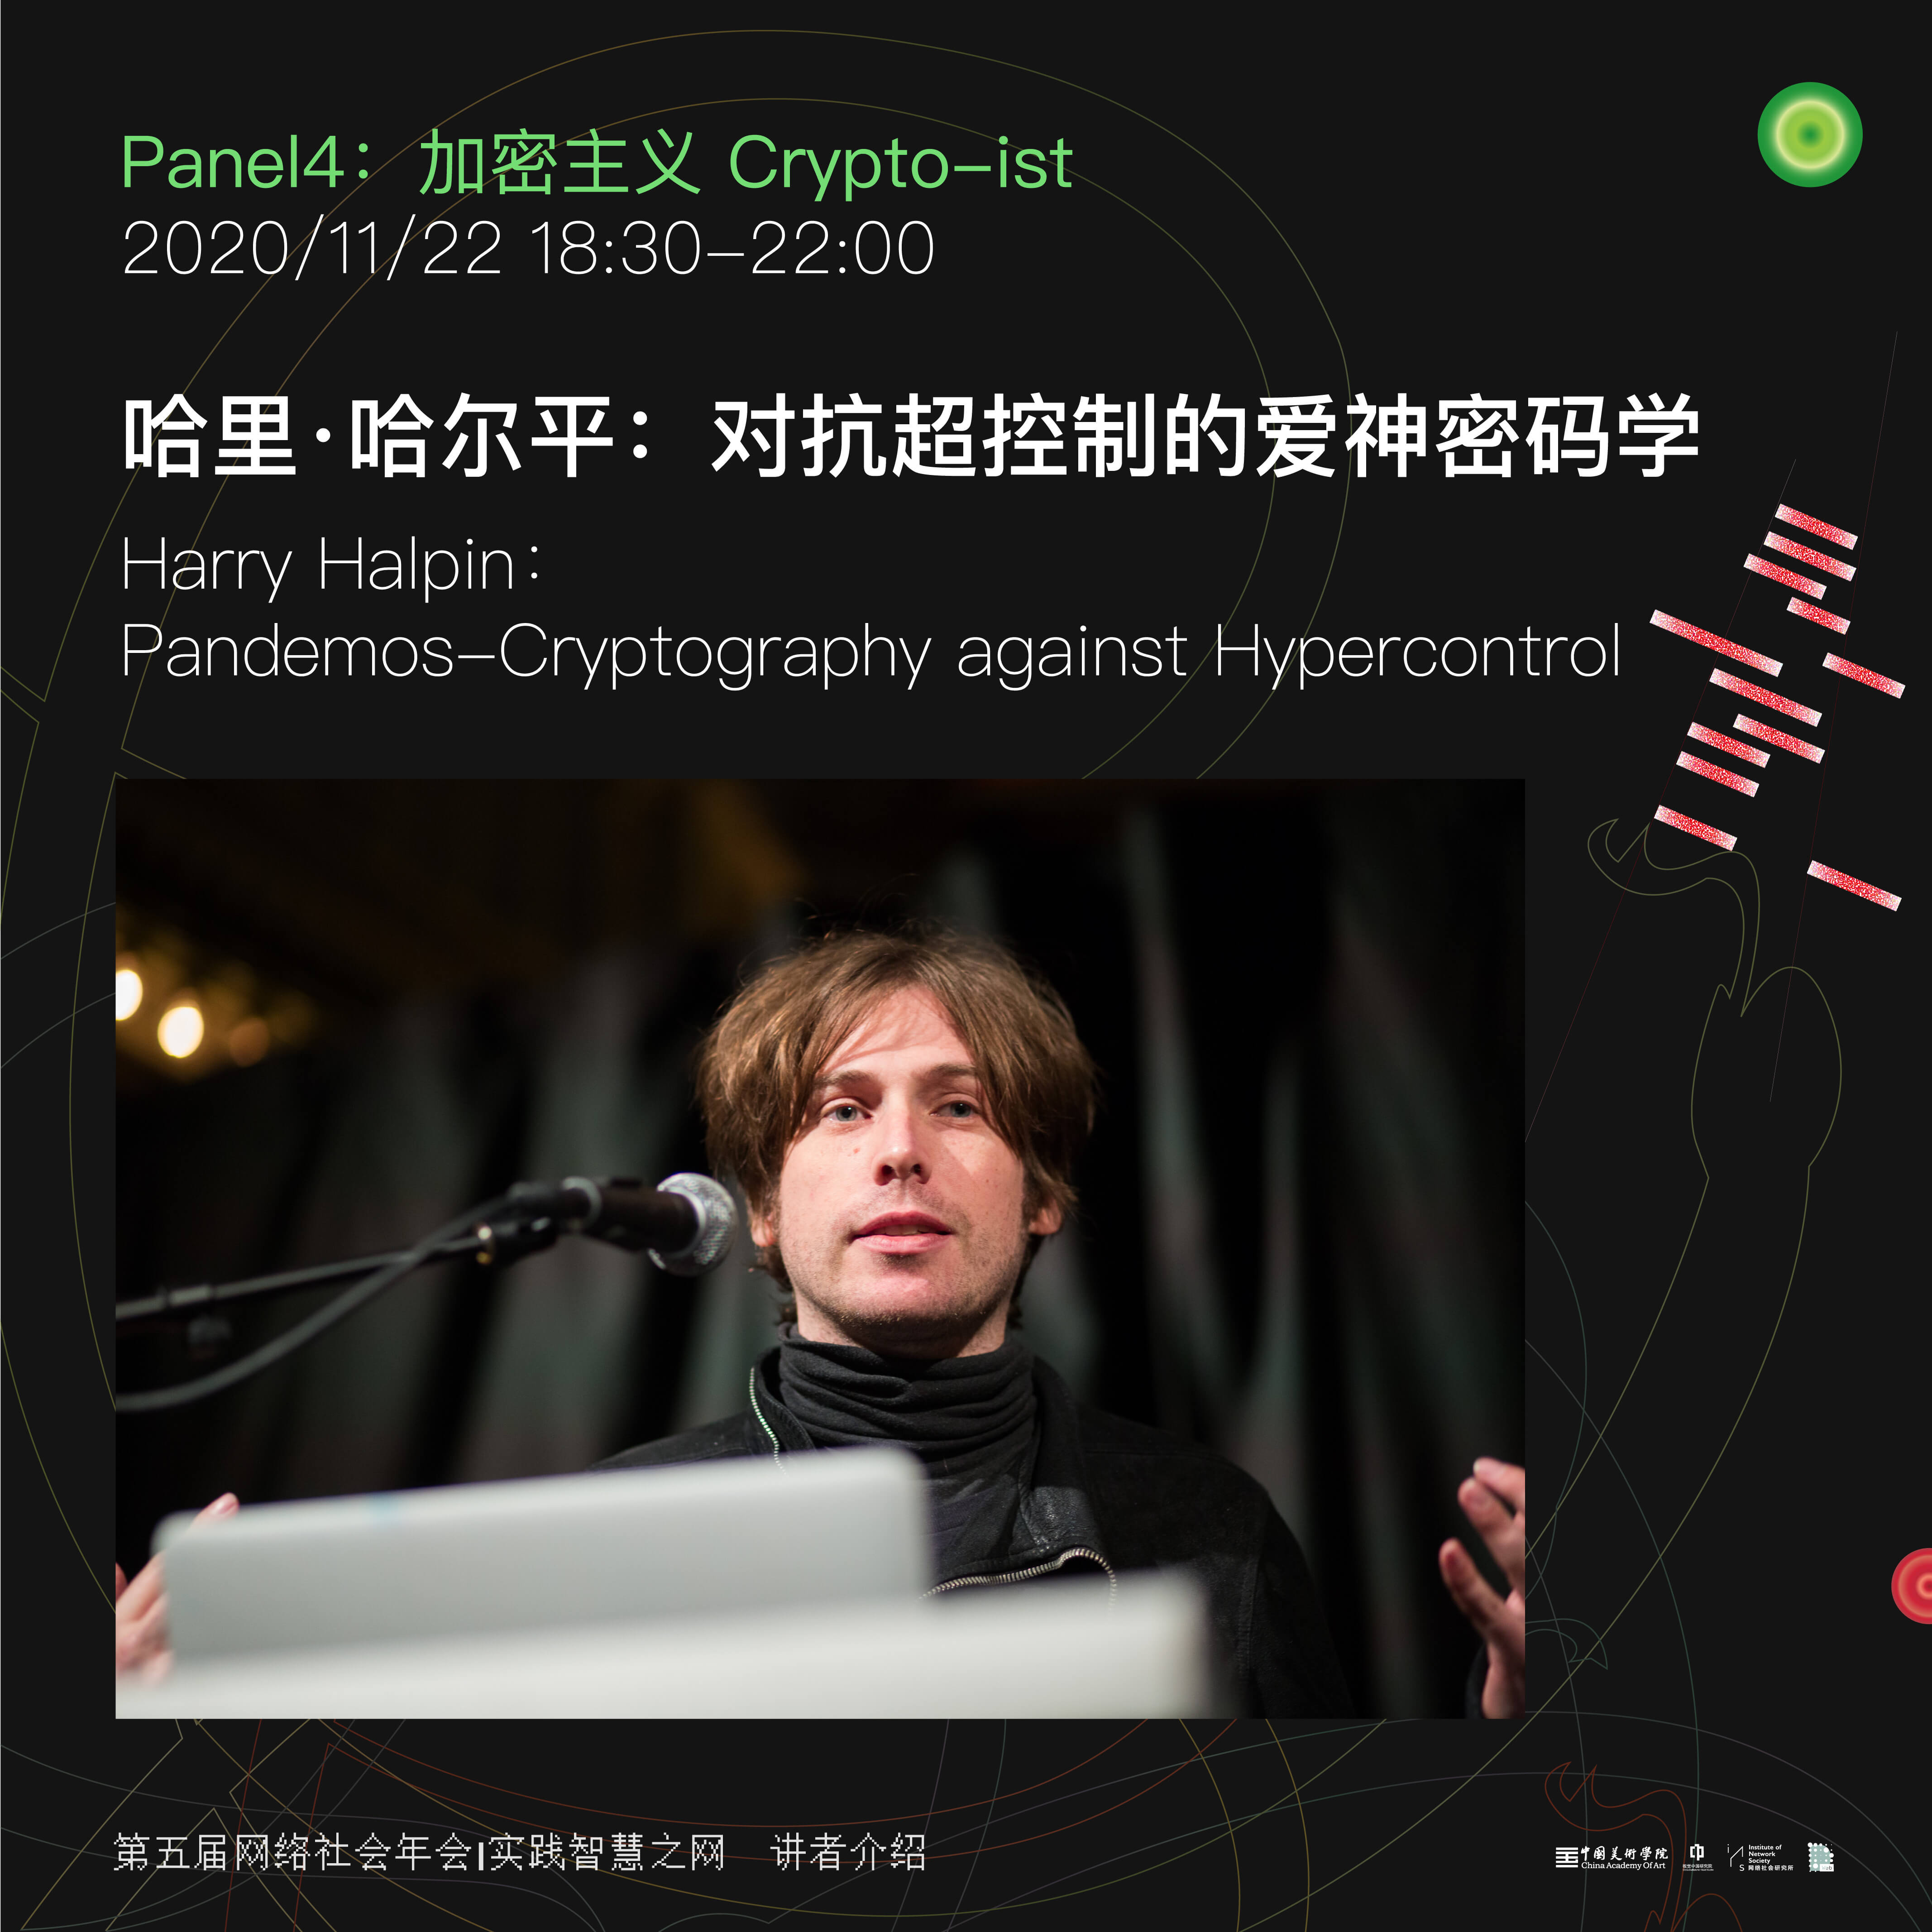 Panel4：加密主义 Crypto–ist
2020/11/22 18:30–22:00
哈里·哈尔平：对抗超控制的爱神密码学
Harry Halpin：
Pandemos–Cryptography against Hypercontrol
第五届网络社会年会|实践智慧之网 讲者介绍
中国美術學院
China Academy Of Art
Institute of
Network
Society
网络社会研究所